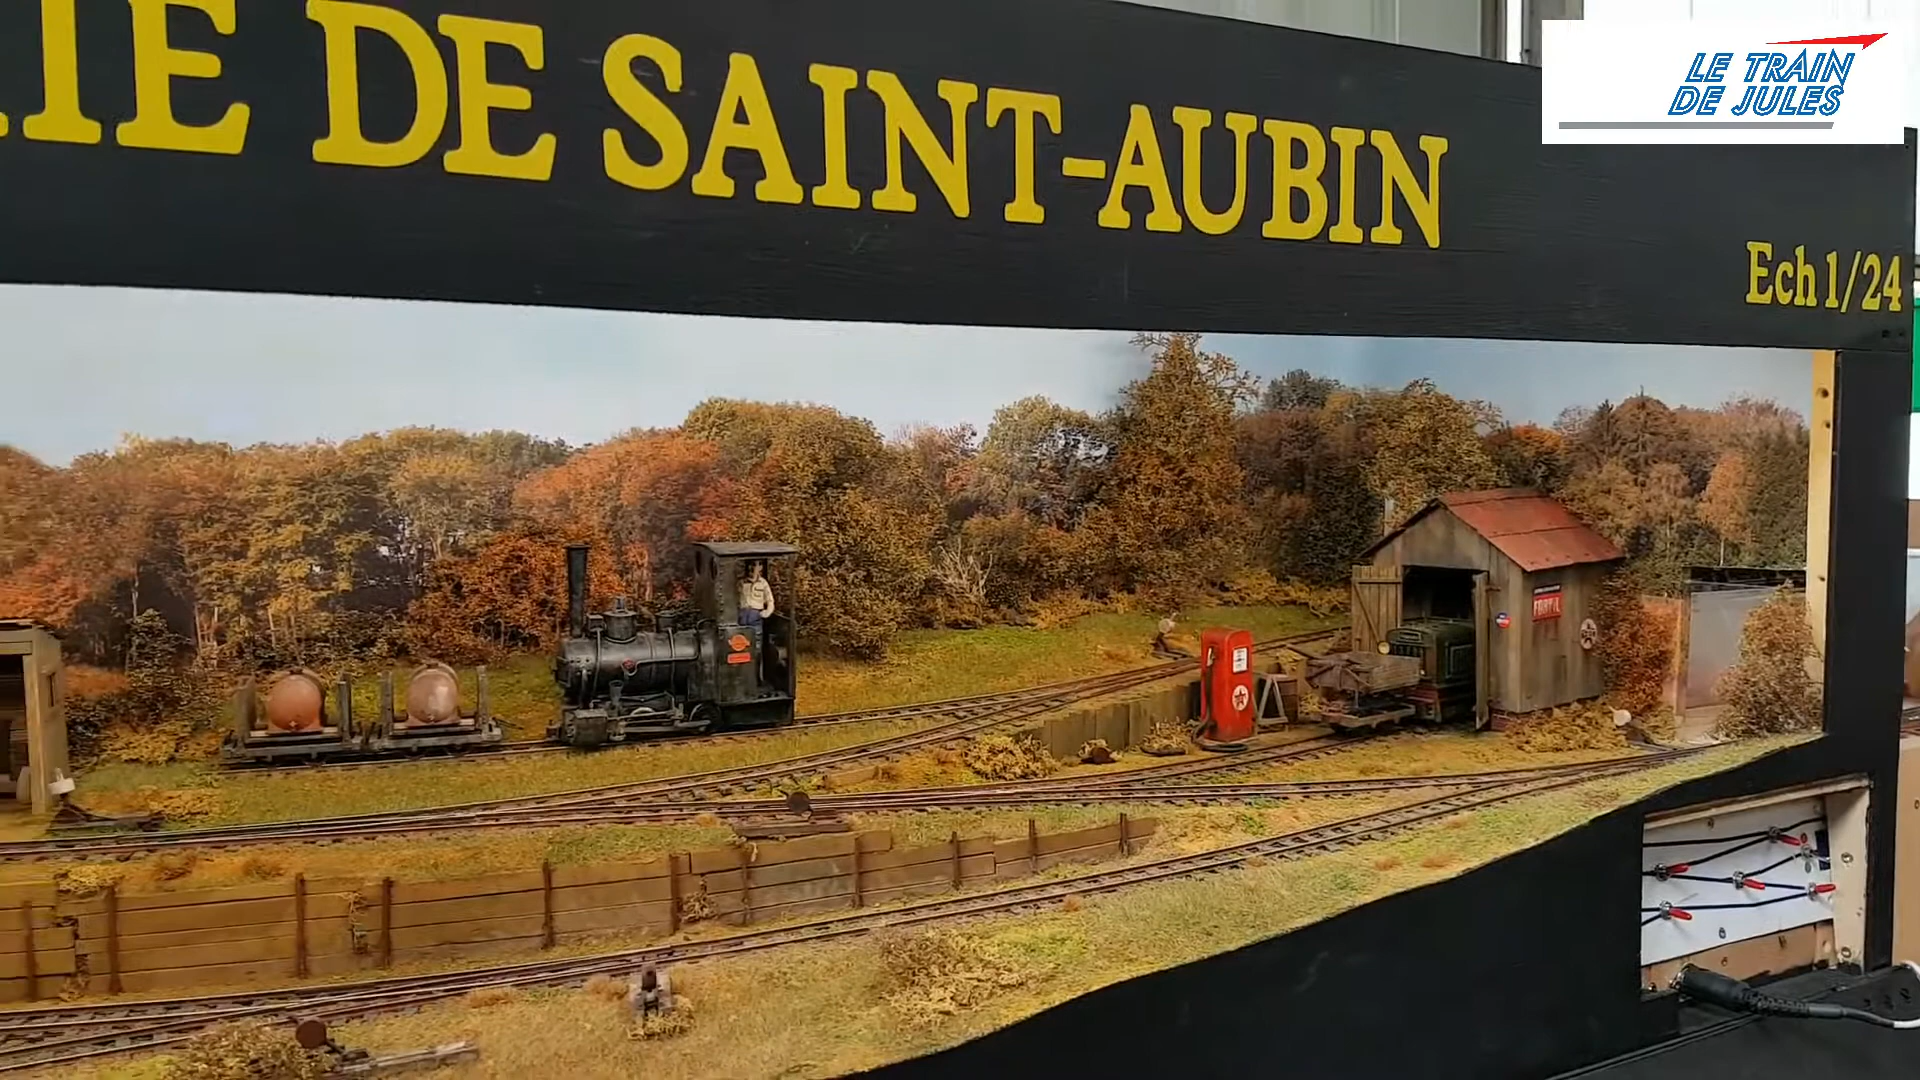 IE DE SAINT-AUBIN
Ech 1/24
LE TRAIN
DE JULES